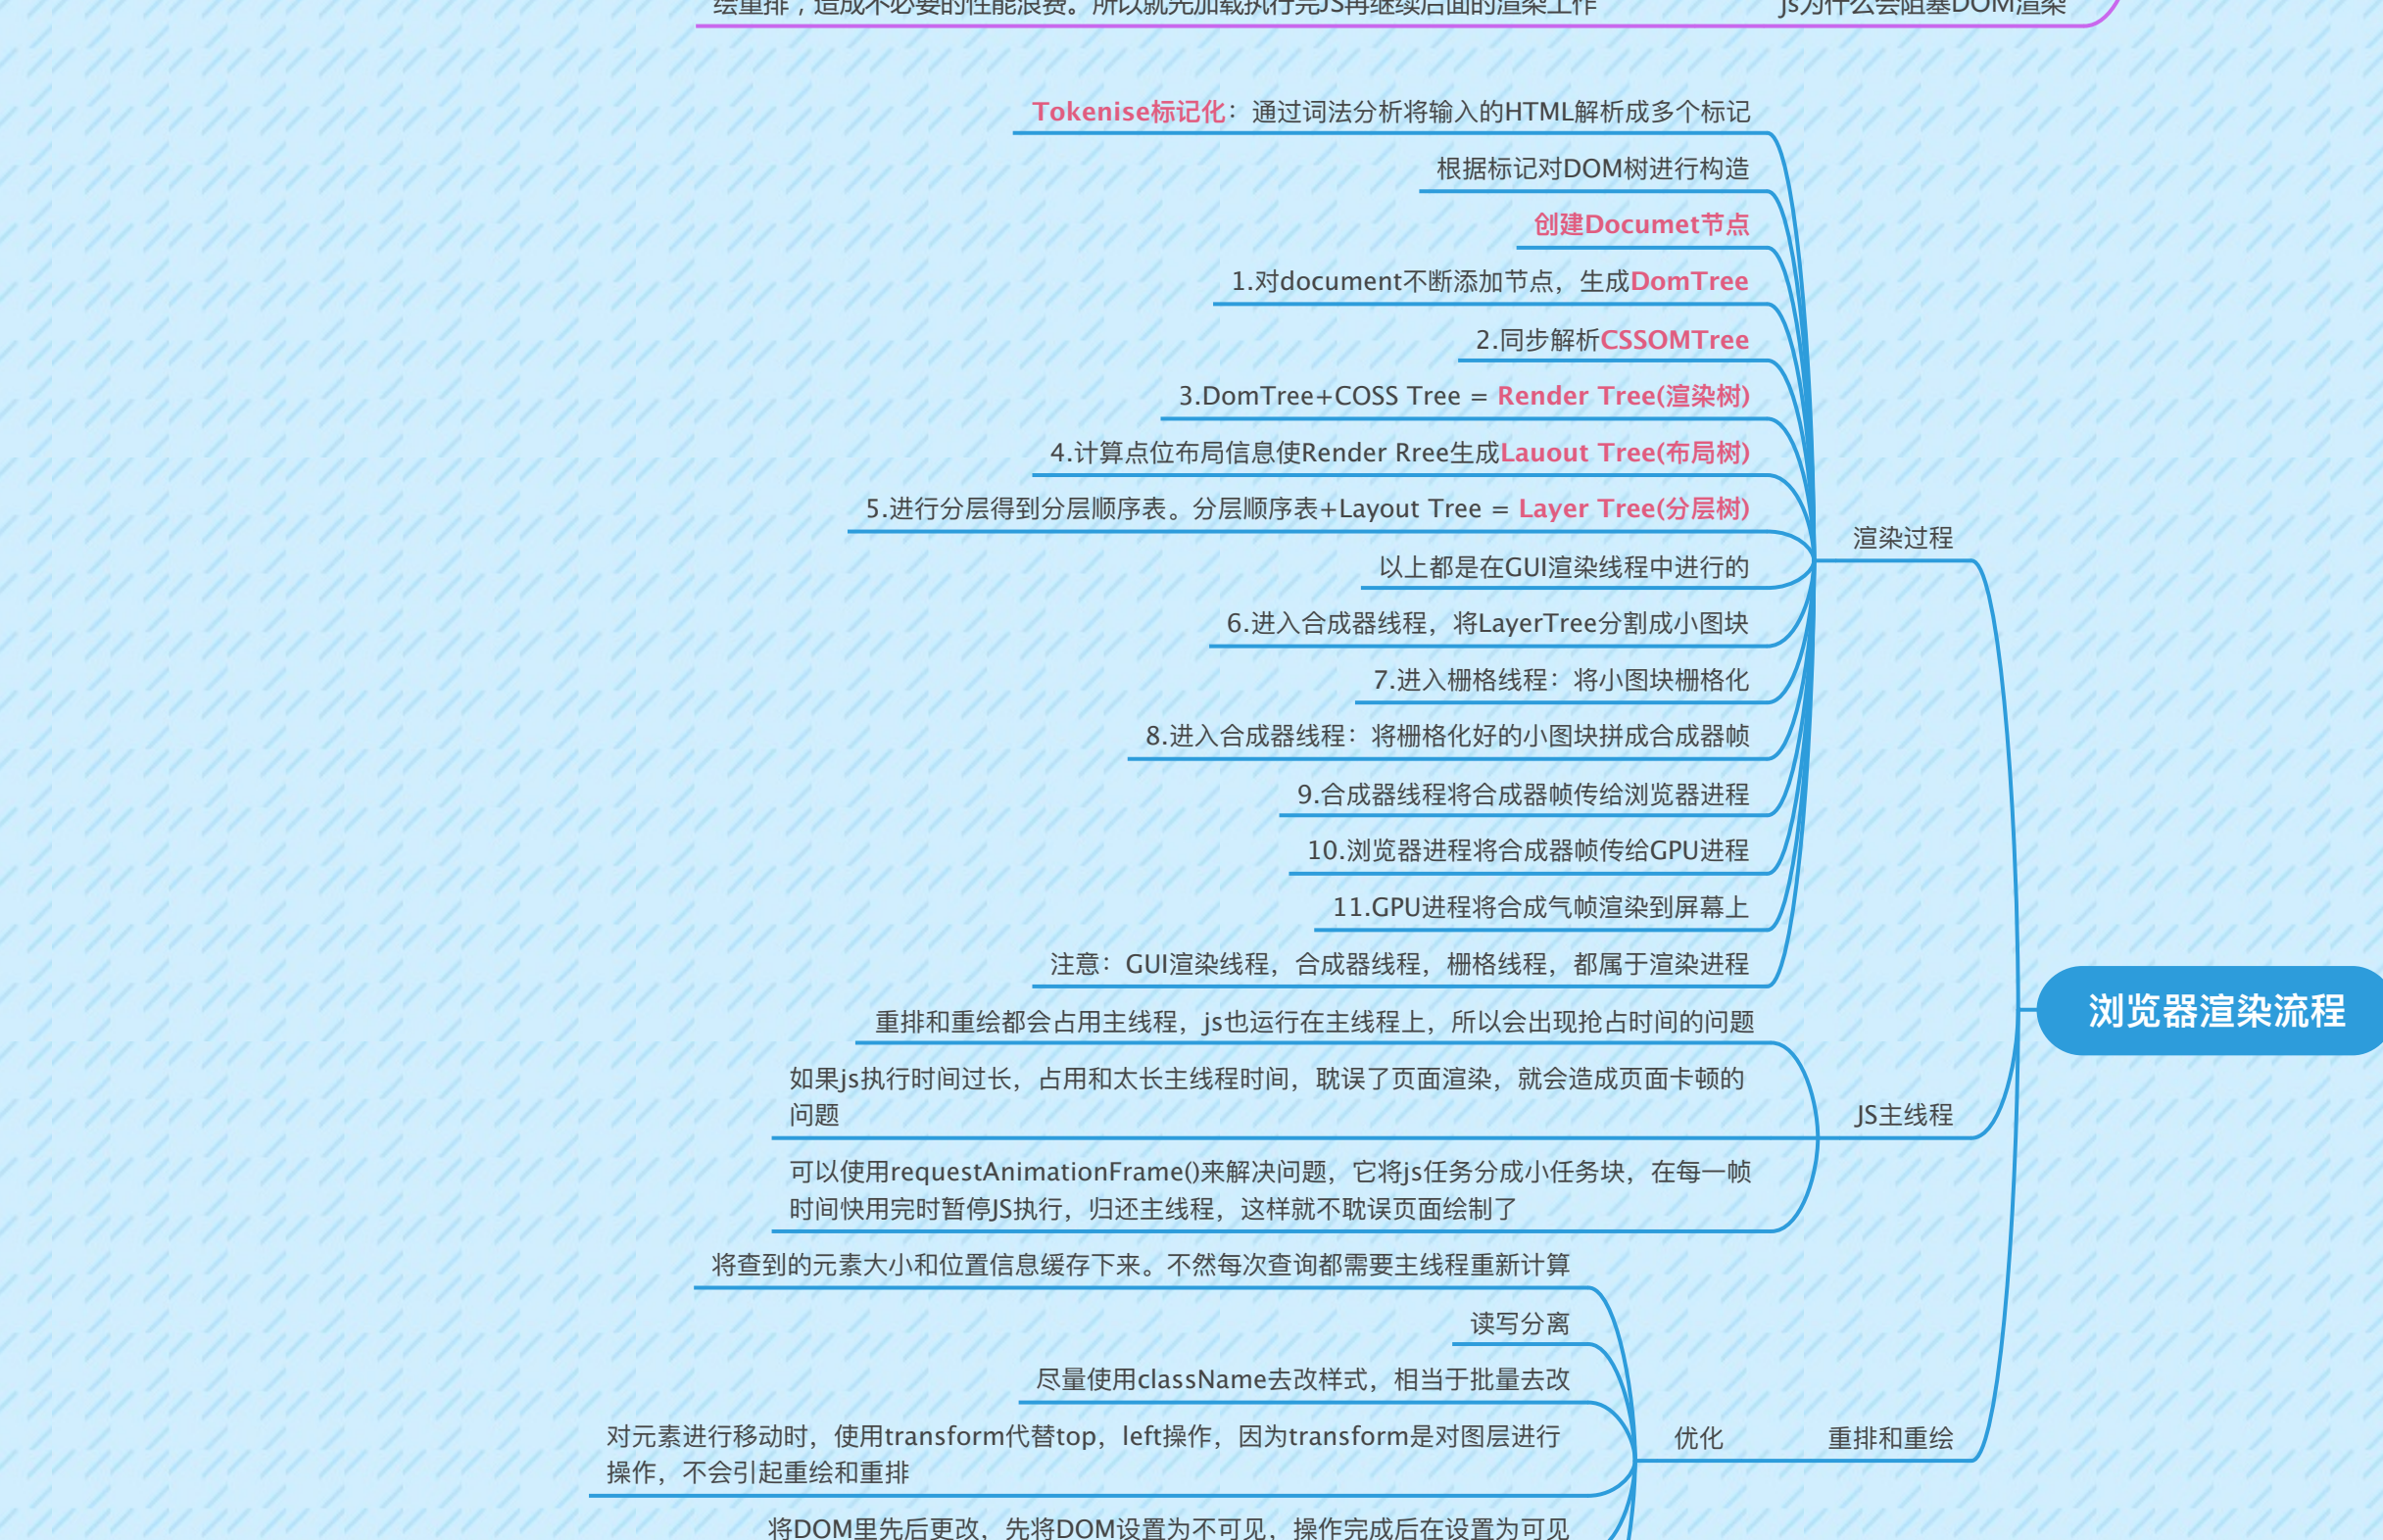 绘重排，造成不必要的性能浪费。所以就先加载执行完JS再继续后面的渲染工作
js为什么会阻塞DOM渲染
Tokenise标记化：通过词法分析将输入的HTML解析成多个标记
根据标记对DOM树进行构造
创建Documet节点
1.对document不断添加节点，生成DomTree
2.同步解析CSSOMTree
3.DomTree+COSS Tree = Render Tree(渲染树)
4.计算点位布局信息使Render Rree生成Lauout Tree(布局树)
5.进行分层得到分层顺序表。分层顺序表+Layout Tree = Layer Tree(分层树)
渲染过程
以上都是在GUI渲染线程中进行的
6.进入合成器线程，将LayerTree分割成小图块
7.进入栅格线程：将小图块栅格化
8.进入合成器线程：将栅格化好的小图块拼成合成器帧
9.合成器线程将合成器帧传给浏览器进程
10.浏览器进程将合成器帧传给GPU进程
11.GPU进程将合成气帧渲染到屏幕上
注意：GUI渲染线程，合成器线程，栅格线程，都属于渲染进程
浏览器渲染流程
重排和重绘都会占用主线程，js也运行在主线程上，所以会出现抢占时间的问题
如果js执行时间过长，占用和太长主线程时间，耽误了页面渲染，就会造成页面卡顿的
问题
JS主线程
可以使用requestAnimationFrame()来解决问题，它将js任务分成小任务块，在每一帧
时间快用完时暂停JS执行，归还主线程，这样就不耽误页面绘制了
将查到的元素大小和位置信息缓存下来。不然每次查询都需要主线程重新计算
读写分离
尽量使用className去改样式，相当于批量去改
对元素进行移动时，使用transform代替top，left操作，因为transform是对图层进行
操作，不会引起重绘和重排
优化
重排和重绘
将DOM里先后更改，先将DOM设置为不可见，操作完成后在设置为可见